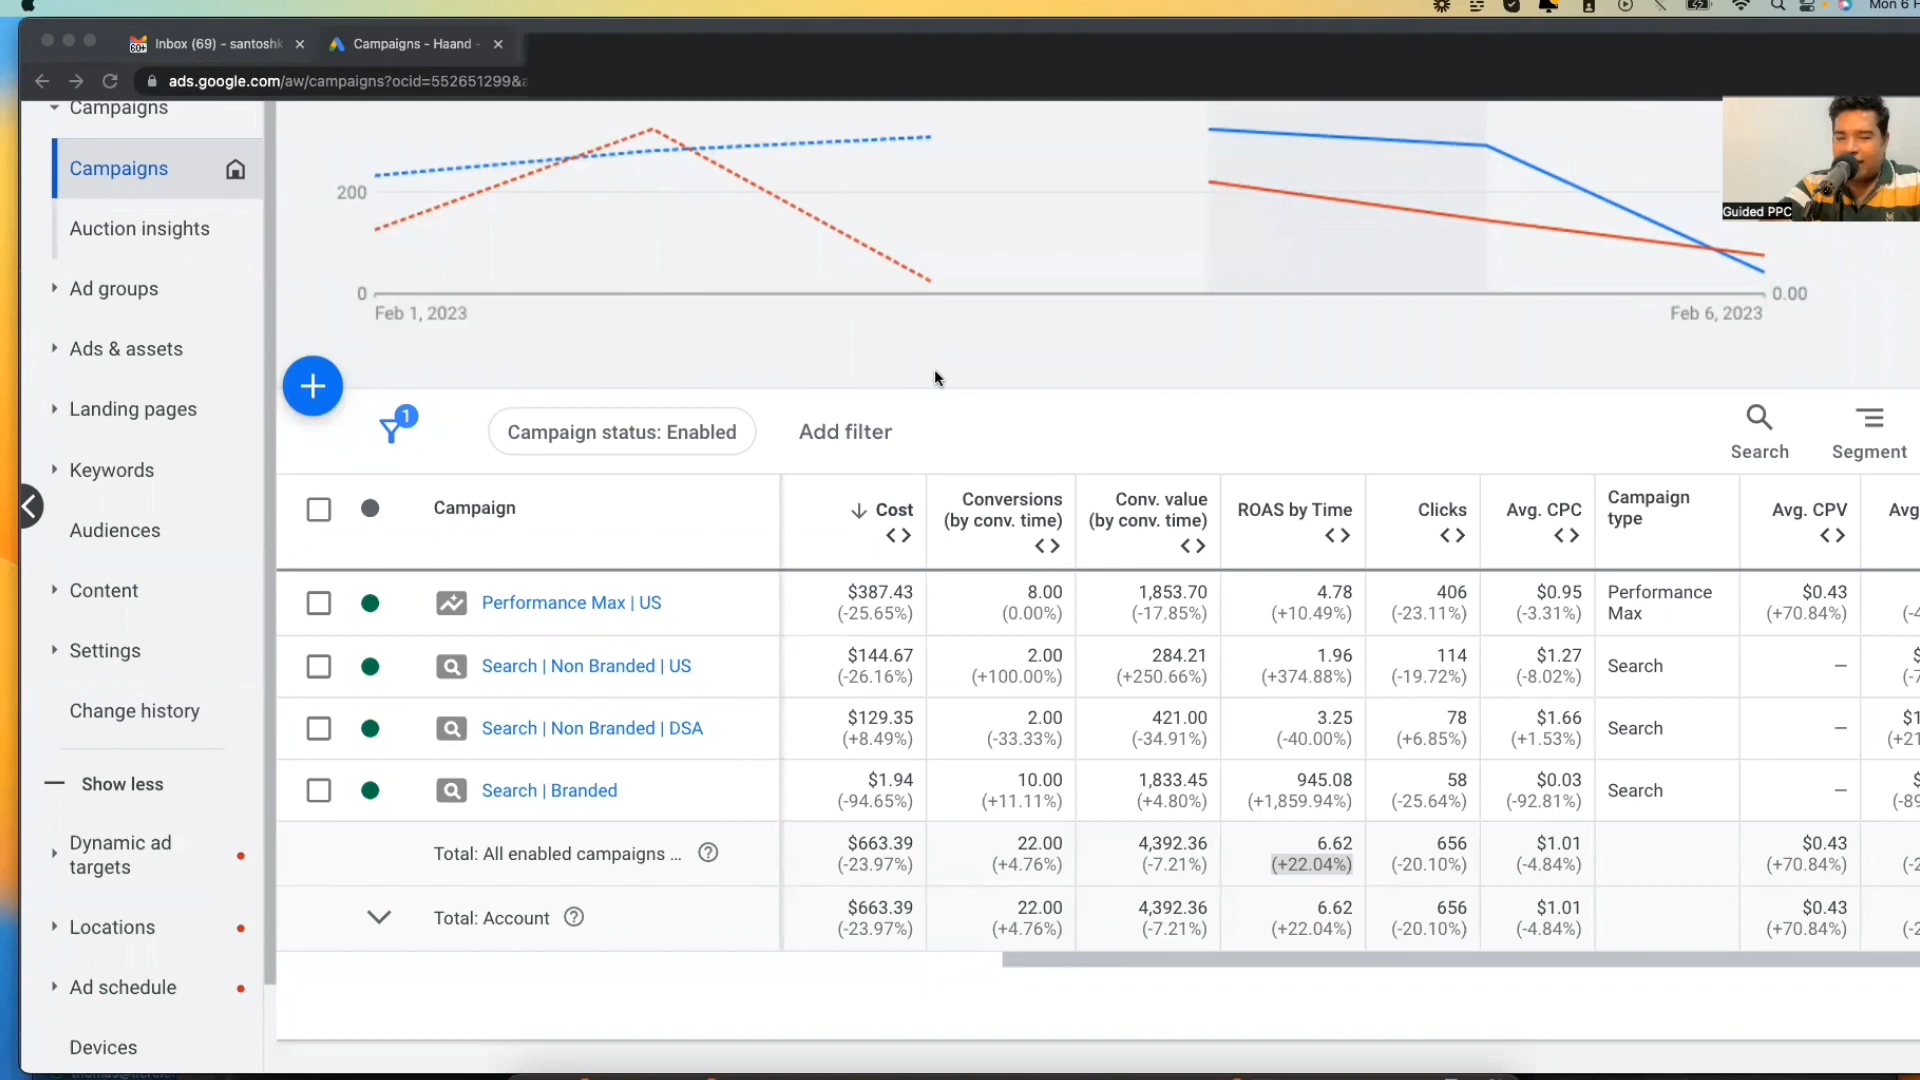 Mon 6
Inbox (69) - santoshk
Campaigns - Haand -
ads.google.com/aw/campaigns?ocid=552651299&
Campaigns
Campaigns
Auction insights
Ad groups
Ads & assets
Landing pages
Keywords
Audiences
Content
Settings
Change history
Show less
Dynamic ad
targets
Locations
Ad schedule
Devices
200
0
0.00
Feb 1, 2023
Feb 6, 2023
Guided PPC
1
Campaign status: Enabled
Add filter
Search
Segment
Campaign
Cost
Conversions
(by conv. time)
Conv. value
(by conv. time)
ROAS by Time
Clicks
Avg. CPC
Campaign
type
Avg. CPV
Avg
Performance Max | US
$387.43 8.00 1,853.70 4.78 406 $0.95 Performance Max $0.43
(-25.65%) (0.00%) (-17.85%) (+10.49%) (-23.11%) (-3.31%) (+70.84%)
Search | Non Branded | US
$144.67 2.00 284.21 1.96 114 $1.27 Search —
(-26.16%) (+100.00%) (+250.66%) (+374.88%) (-19.72%) (-8.02%)
Search | Non Branded | DSA
$129.35 2.00 421.00 3.25 78 $1.66 Search —
(+8.49%) (-33.33%) (-34.91%) (-40.00%) (+6.85%) (+1.53%)
Search | Branded
$1.94 10.00 1,833.45 945.08 58 $0.03 Search —
(-94.65%) (+11.11%) (+4.80%) (+1,859.94%) (-25.64%) (-92.81%)
Total: All enabled campaigns ...
$663.39 22.00 4,392.36 6.62 656 $1.01 $0.43
(-23.97%) (+4.76%) (-7.21%) (+22.04%) (-20.10%) (-4.84%) (+70.84%)
Total: Account
$663.39 22.00 4,392.36 6.62 656 $1.01 $0.43
(-23.97%) (+4.76%) (-7.21%) (+22.04%) (-20.10%) (-4.84%) (+70.84%)